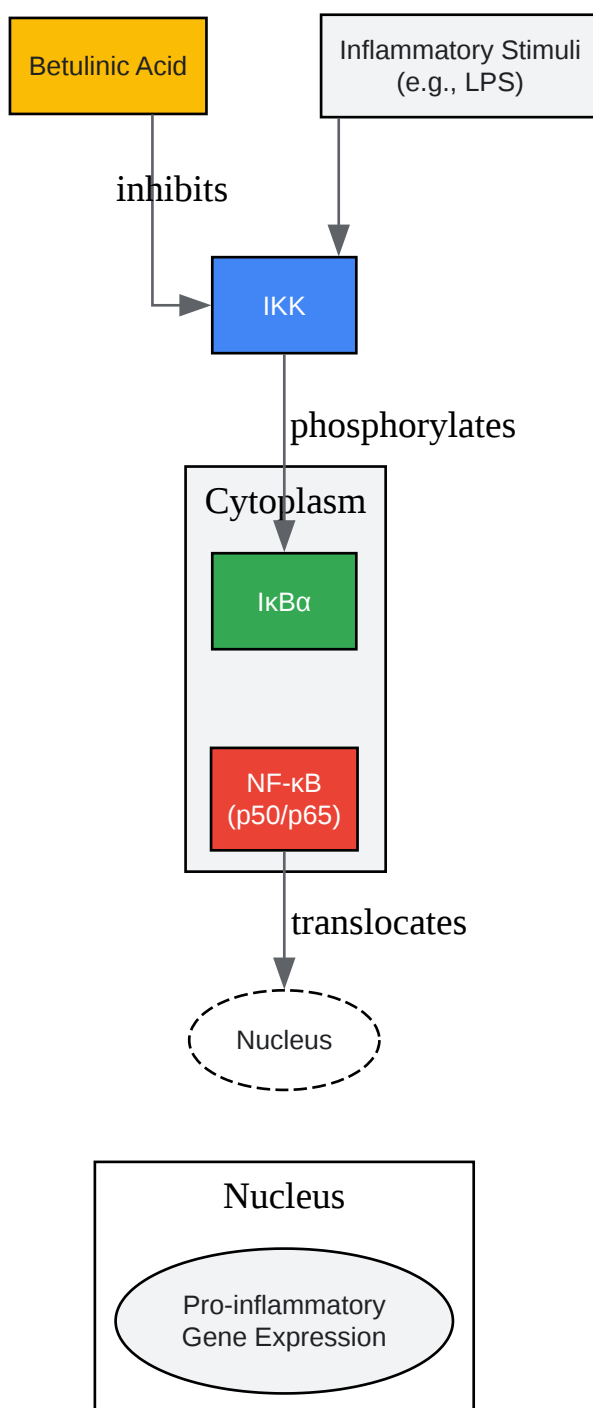 Betulinic Acid
Inflammatory Stimuli
(e.g., LPS)
inhibits
IKK
phosphorylates
Cytoplasm
IκBα
NF-κB
(p50/p65)
translocates
Nucleus
Nucleus
Pro-inflammatory
Gene Expression